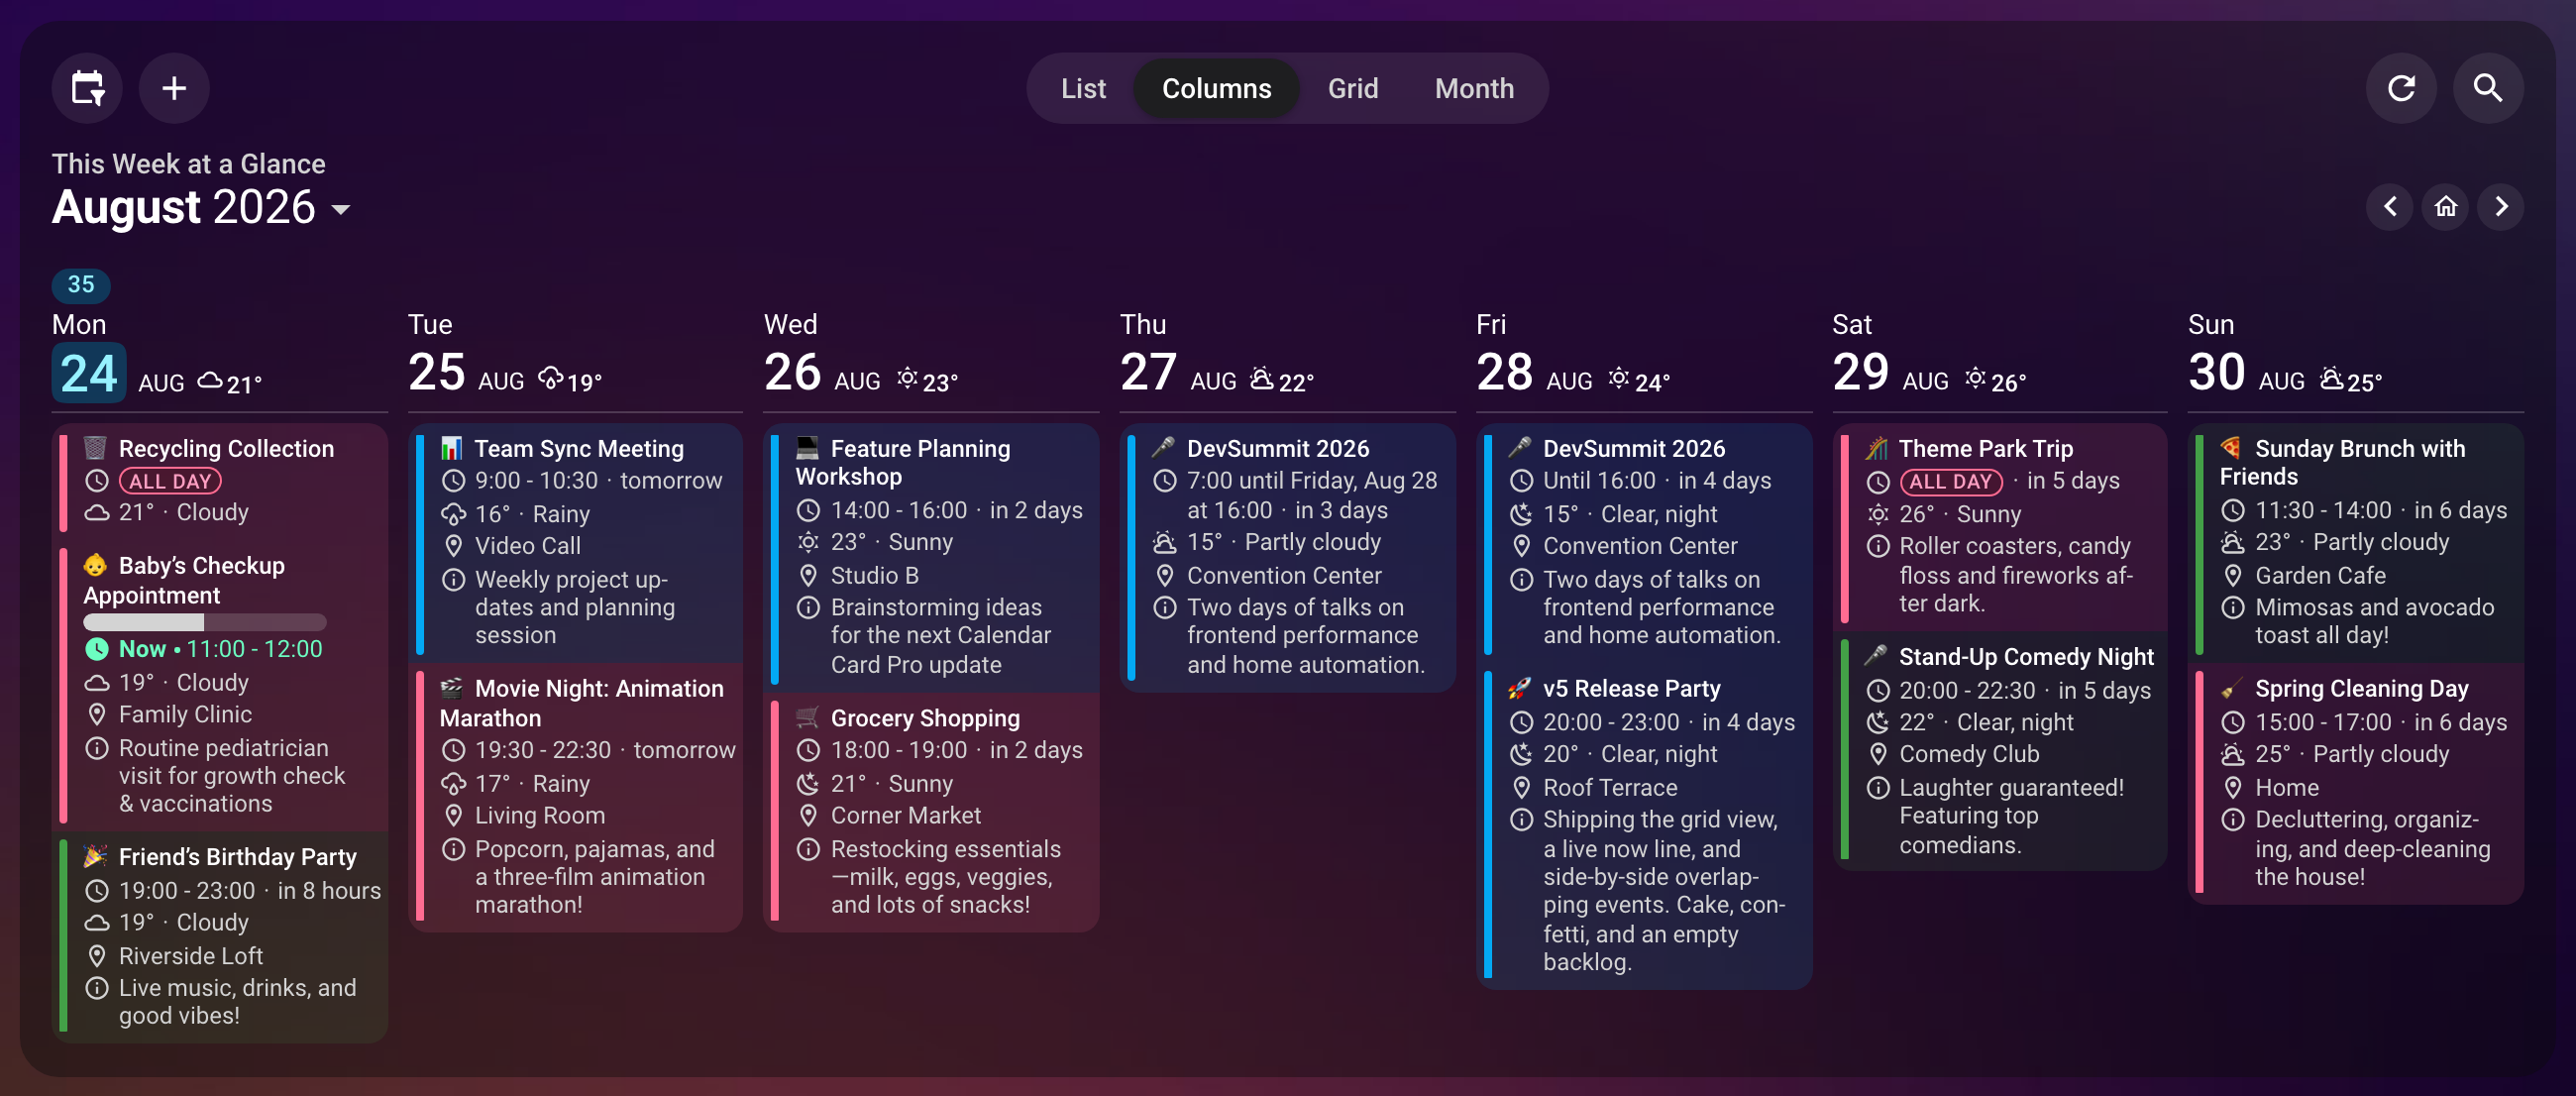 List Columns Grid Month
This Week at a Glance
August 2026
35
Mon
24 AUG 21°
Recycling Collection
ALL DAY
21° · Cloudy
Baby's Checkup
Appointment
Now • 11:00 - 12:00
19° · Cloudy
Family Clinic
Routine pediatrician
visit for growth check
& vaccinations
Friend's Birthday Party
19:00 - 23:00 · in 8 hours
19° · Cloudy
Riverside Loft
Live music, drinks, and
good vibes!
Tue
25 AUG 19°
Team Sync Meeting
9:00 - 10:30 · tomorrow
16° · Rainy
Video Call
Weekly project up-
dates and planning
session
Movie Night: Animation
Marathon
19:30 - 22:30 · tomorrow
17° · Rainy
Living Room
Popcorn, pajamas, and
a three-film animation
marathon!
Wed
26 AUG 23°
Feature Planning
Workshop
14:00 - 16:00 · in 2 days
23° · Sunny
Studio B
Brainstorming ideas
for the next Calendar
Card Pro update
Grocery Shopping
18:00 - 19:00 · in 2 days
21° · Sunny
Corner Market
Restocking essentials
—milk, eggs, veggies,
and lots of snacks!
Thu
27 AUG 22°
DevSummit 2026
7:00 until Friday, Aug 28
at 16:00 · in 3 days
15° · Partly cloudy
Convention Center
Two days of talks on
frontend performance
and home automation.
Fri
28 AUG 24°
DevSummit 2026
Until 16:00 · in 4 days
15° · Clear, night
Convention Center
Two days of talks on
frontend performance
and home automation.
v5 Release Party
20:00 - 23:00 · in 4 days
20° · Clear, night
Roof Terrace
Shipping the grid view,
a live now line, and
side-by-side overlap-
ping events. Cake, con-
fetti, and an empty
backlog.
Sat
29 AUG 26°
Theme Park Trip
ALL DAY · in 5 days
26° · Sunny
Roller coasters, candy
floss and fireworks af-
ter dark.
Stand-Up Comedy Night
20:00 - 22:30 · in 5 days
22° · Clear, night
Comedy Club
Laughter guaranteed!
Featuring top
comedians.
Sun
30 AUG 25°
Sunday Brunch with
Friends
11:30 - 14:00 · in 6 days
23° · Partly cloudy
Garden Cafe
Mimosas and avocado
toast all day!
Spring Cleaning Day
15:00 - 17:00 · in 6 days
25° · Partly cloudy
Home
Decluttering, organiz-
ing, and deep-cleaning
the house!